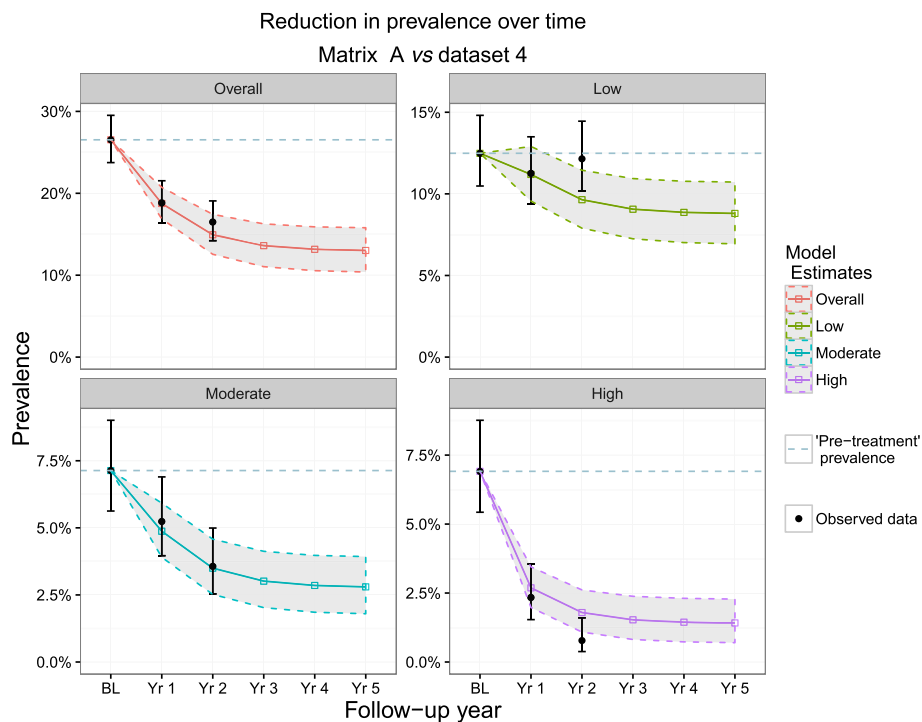 Reduction in prevalence over time
Matrix A vs dataset 4
Overall
Low
30%
20%
10%
0%
15%
10%
5%
0%
Moderate
High
7.5%
5.0%
2.5%
0.0%
7.5%
5.0%
2.5%
0.0%
BL Yr 1 Yr 2 Yr 3 Yr 4 Yr 5
BL Yr 1 Yr 2 Yr 3 Yr 4 Yr 5
Prevalence
Follow−up year
Model
Estimates
Overall
Low
Moderate
High
'Pre−treatment'
prevalence
Observed data